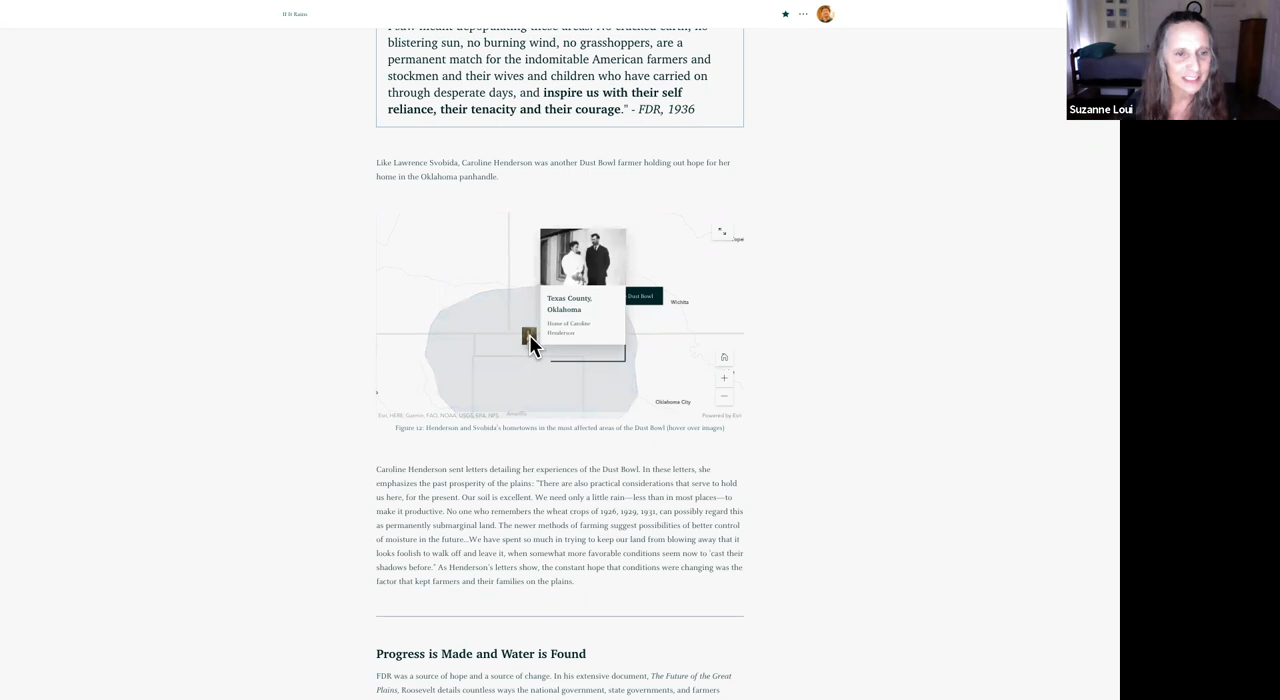 If It Rains
blistering sun, no burning wind, no grasshoppers, are a
permanent match for the indomitable American farmers and
stockmen and their wives and children who have carried on
through desperate days, and inspire us with their self
reliance, their tenacity and their courage." - FDR, 1936
Suzanne Loui
Like Lawrence Svobida, Caroline Henderson was another Dust Bowl farmer holding out hope for her
home in the Oklahoma panhandle.
Texas County,
Oklahoma
Home of Caroline
Henderson
Dust Bowl
Wichita
Oklahoma City
Amarillo
Esri, HERE, Garmin, FAO, NOAA, USGS, EPA, NPS
Powered by Esri
Figure 12: Henderson and Svobida's hometowns in the most affected areas of the Dust Bowl (hover over images)
Caroline Henderson sent letters detailing her experiences of the Dust Bowl. In these letters, she
emphasizes the past prosperity of the plains: "There are also practical considerations that serve to hold
us here, for the present. Our soil is excellent. We need only a little rain—less than in most places—to
make it productive. No one who remembers the wheat crops of 1926, 1929, 1931, can possibly regard this
as permanently submarginal land. The newer methods of farming suggest possibilities of better control
of moisture in the future...We have spent so much in trying to keep our land from blowing away that it
looks foolish to walk off and leave it, when somewhat more favorable conditions seem now to 'cast their
shadows before." As Henderson's letters show, the constant hope that conditions were changing was the
factor that kept farmers and their families on the plains.
Progress is Made and Water is Found
FDR was a source of hope and a source of change. In his extensive document, The Future of the Great
Plains, Roosevelt details countless ways the national government, state governments, and farmers